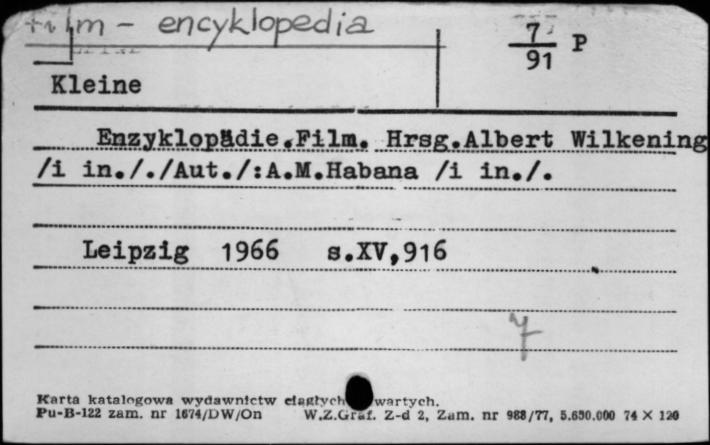 film - encyklopedia
7
91 P
Kleine
Enzyklopädie.Film. Hrsg.Albert Wilkening
/i in./. /Aut./:A.M.Habana /i in./.
Leipzig 1966 s.XV,916
7
Karta katalogowa wydawnictw ciągłych wartych.
Pu-B-122 zam. nr 1674/DW/On W.Z.Graf. Z-d 2, Zam. nr 988/77, 5.650.000 74 × 120